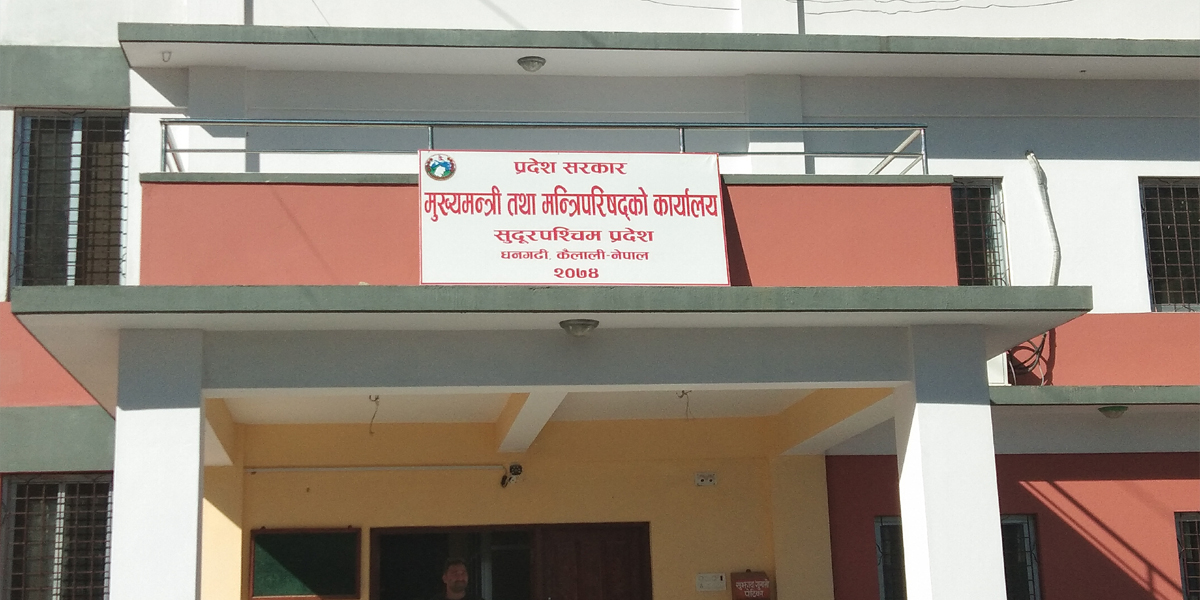 प्रदेश सरकार
मुख्यमन्त्री तथा मन्त्रिपरिषद्को कार्यालय
सुदूरपश्चिम प्रदेश
धनगढी, कैलाली-नेपाल
२०७४
सुझाव/गुनासो
पेटिका